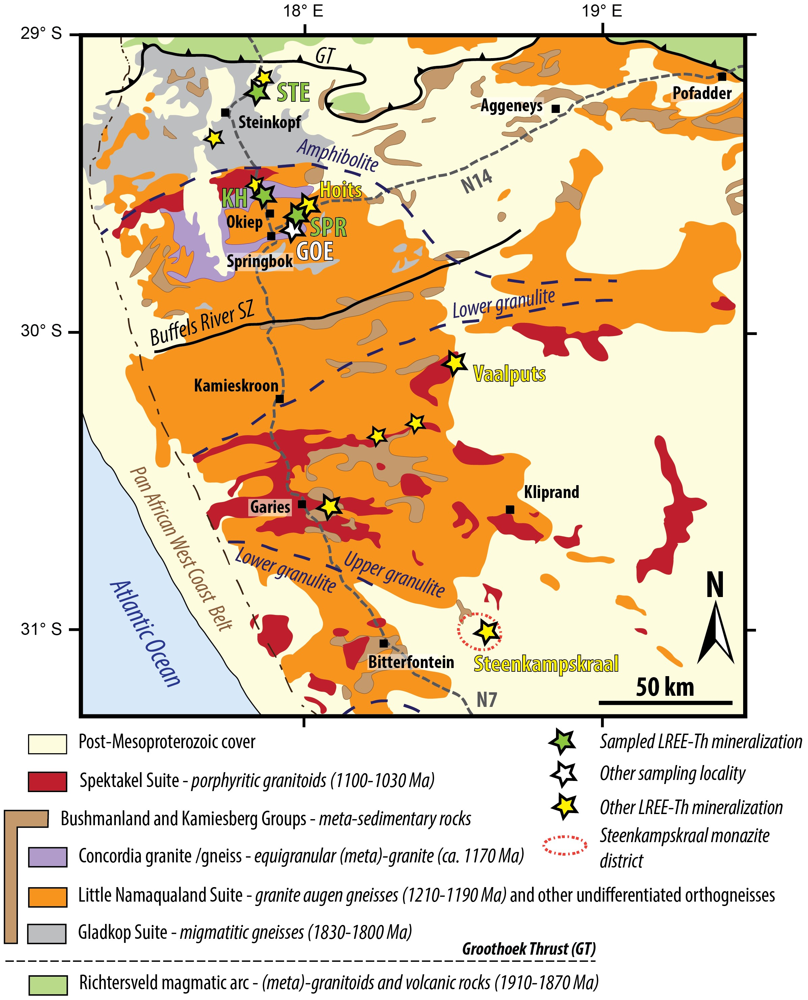 18° E
19° E
29° S
GT
STE
Pofadder
Aggeneys
Steinkopf
Amphibolite
N14
Hoits
KH
Okiep
SPR
GOE
Springbok
Lower granulite
Buffels River SZ
30° S
Vaalputs
Kamieskroon
Pan African West Coast Belt
Kliprand
Garies
Lower granulite
Upper granulite
N
Atlantic Ocean
31° S
Bitterfontein
Steenkampskraal
50 km
N7
Post-Mesoproterozoic cover
Spektakel Suite - porphyritic granitoids (1100-1030 Ma)
Bushmanland and Kamiesberg Groups - meta-sedimentary rocks
Concordia granite /gneiss - equigranular (meta)-granite (ca. 1170 Ma)
Little Namaqualand Suite - granite augen gneisses (1210-1190 Ma) and other undifferentiated orthogneisses
Gladkop Suite - migmatitic gneisses (1830-1800 Ma)
Groothoek Thrust (GT)
Richtersveld magmatic arc - (meta)-granitoids and volcanic rocks (1910-1870 Ma)
Sampled LREE-Th mineralization
Other sampling locality
Other LREE-Th mineralization
Steenkampskraal monazite
district